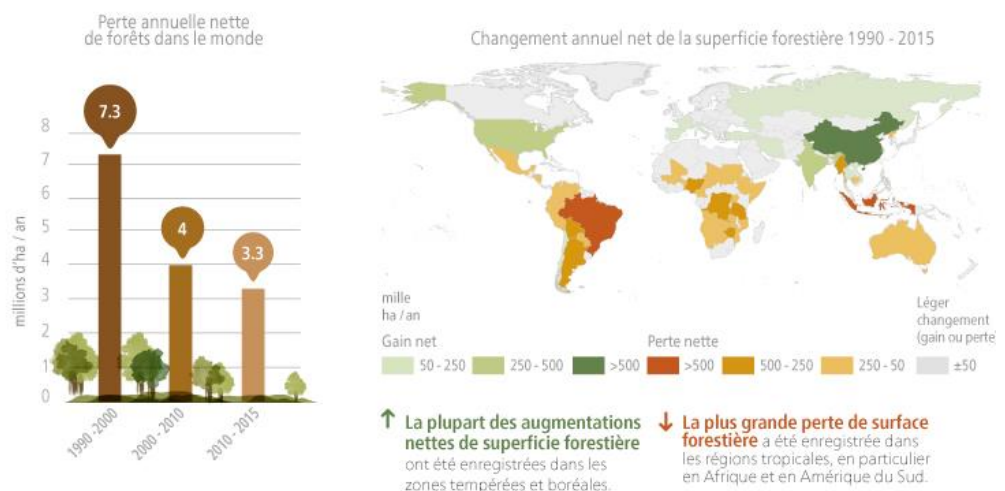 Perte annuelle nette
de forêts dans le monde
7.3
4
3.3
8
7
6
5
4
3
2
1
0
millions d'ha / an
1990 -2000
2000 - 2010
2010 - 2015
Changement annuel net de la superficie forestière 1990 - 2015
mille
ha / an
Gain net
50 - 250
250 - 500
>500
Perte nette
>500
500 - 250
250 - 50
Léger
changement
(gain ou perte)
±50
↑ La plupart des augmentations
nettes de superficie forestière
ont été enregistrées dans les
zones tempérées et boréales.
↓ La plus grande perte de surface
forestière a été enregistrée dans
les régions tropicales, en particulier
en Afrique et en Amérique du Sud.